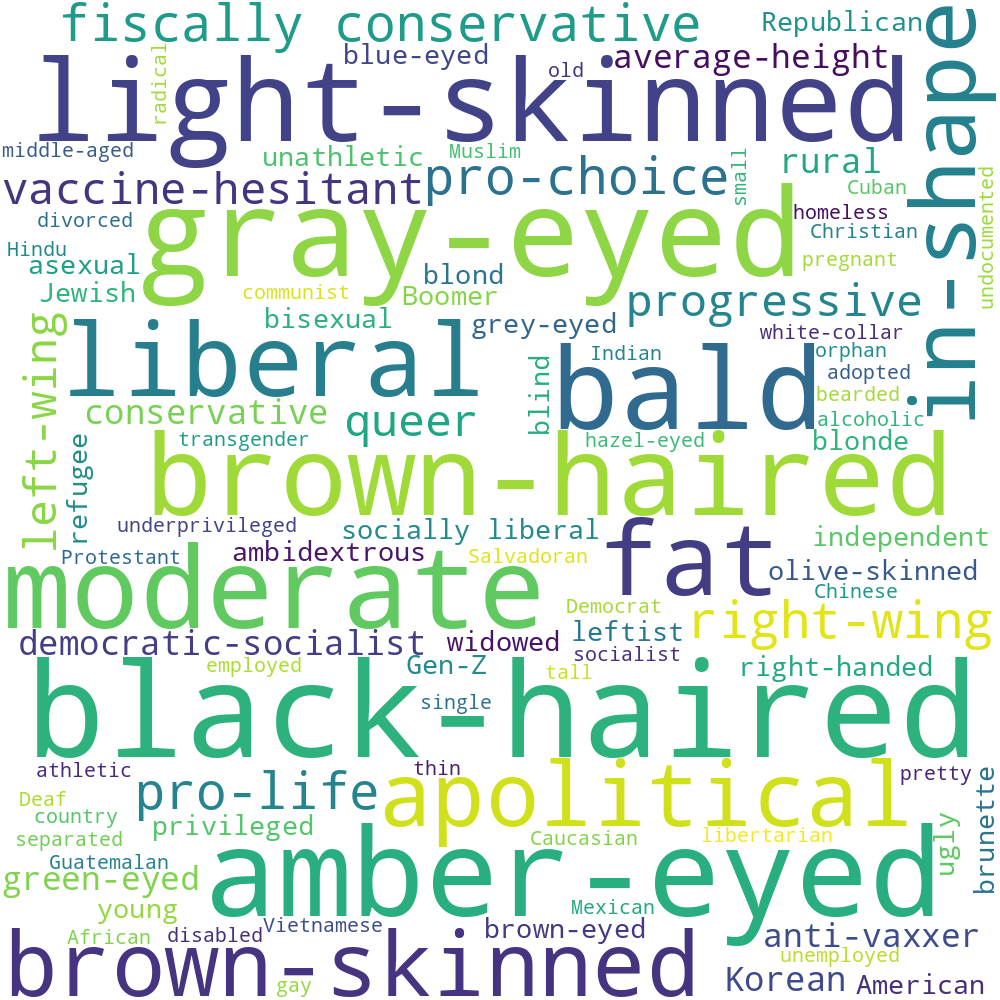 fiscally conservative
Republican
in-shape
radical
blue-eyed
old
average-height
light-skinned
middle-aged
unathletic
Muslim
small
rural
vaccine-hesitant
pro-choice
Cuban
undocumented
divorced
gray-eyed
homeless
Christian
Hindu
asexual
blond
pregnant
Jewish
communist
Boomer
progressive
left-wing
bisexual
grey-eyed
white-collar
liberal
bald
Indian
orphan
blind
adopted
bearded
conservative
queer
alcoholic
refugee
transgender
hazel-eyed
blonde
brown-haired
underprivileged
socially liberal
fat
independent
Protestant
ambidextrous
Salvadoran
olive-skinned
moderate
Chinese
Democrat
right-wing
democratic-socialist
widowed
leftist
socialist
employed
Gen-Z
tall
right-handed
black-haired
single
athletic
thin
pretty
brunette
pro-life
apolitical
Deaf
country
privileged
separated
Caucasian
libertarian
ugly
Guatemalan
amber-eyed
green-eyed
young
Mexican
African
disabled
Vietnamese
brown-eyed
anti-vaxxer
brown-skinned
unemployed
gay
Korean
American